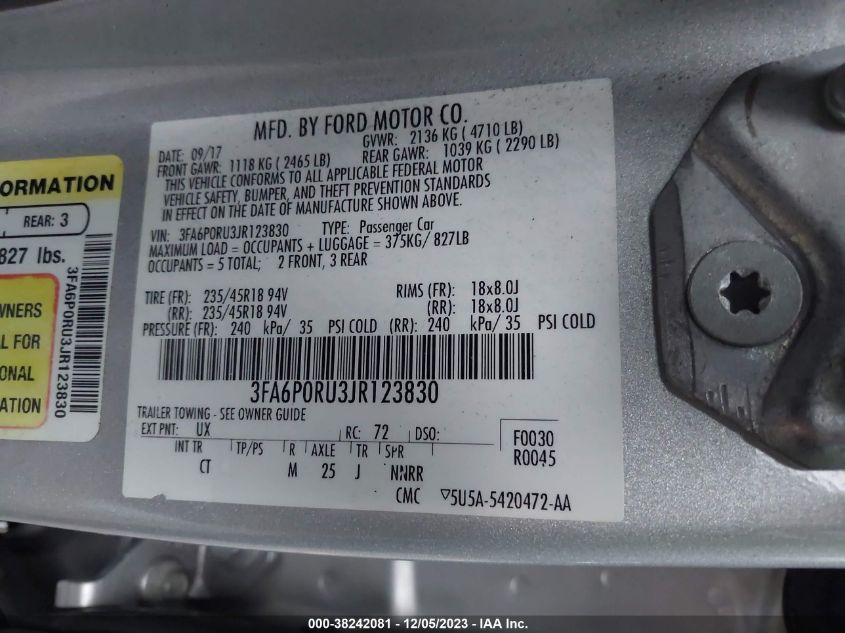 MFD. BY FORD MOTOR CO.
DATE: 09/17
GVWR: 2136 KG ( 4710 LB)
FRONT GAWR: 1118 KG ( 2465 LB)
REAR GAWR: 1039 KG ( 2290 LB)
THIS VEHICLE CONFORMS TO ALL APPLICABLE FEDERAL MOTOR
VEHICLE SAFETY, BUMPER, AND THEFT PREVENTION STANDARDS
IN EFFECT ON THE DATE OF MANUFACTURE SHOWN ABOVE.
VIN: 3FA6P0RU3JR123830 TYPE: Passenger Car
MAXIMUM LOAD = OCCUPANTS + LUGGAGE = 375KG/ 827LB
OCCUPANTS = 5 TOTAL; 2 FRONT, 3 REAR
TIRE (FR): 235/45R18 94V RIMS (FR): 18x8.0J
(RR): 235/45R18 94V (RR): 18x8.0J
PRESSURE (FR): 240 kPa/ 35 PSI COLD (RR): 240 kPa/ 35 PSI COLD
3FA6P0RU3JR123830
TRAILER TOWING - SEE OWNER GUIDE
EXT PNT: UX RC: 72 DSO:
F0030
R0045
INT TR TP/PS R AXLE TR SPR
CT M 25 J NNRR
CMC ▽5U5A-5420472-AA
ORMATION
REAR: 3
827 lbs.
WNERS
AL FOR
ONAL
ATION
3FA6P0RU3JR123830
000-38242081 - 12/05/2023 - IAA Inc.